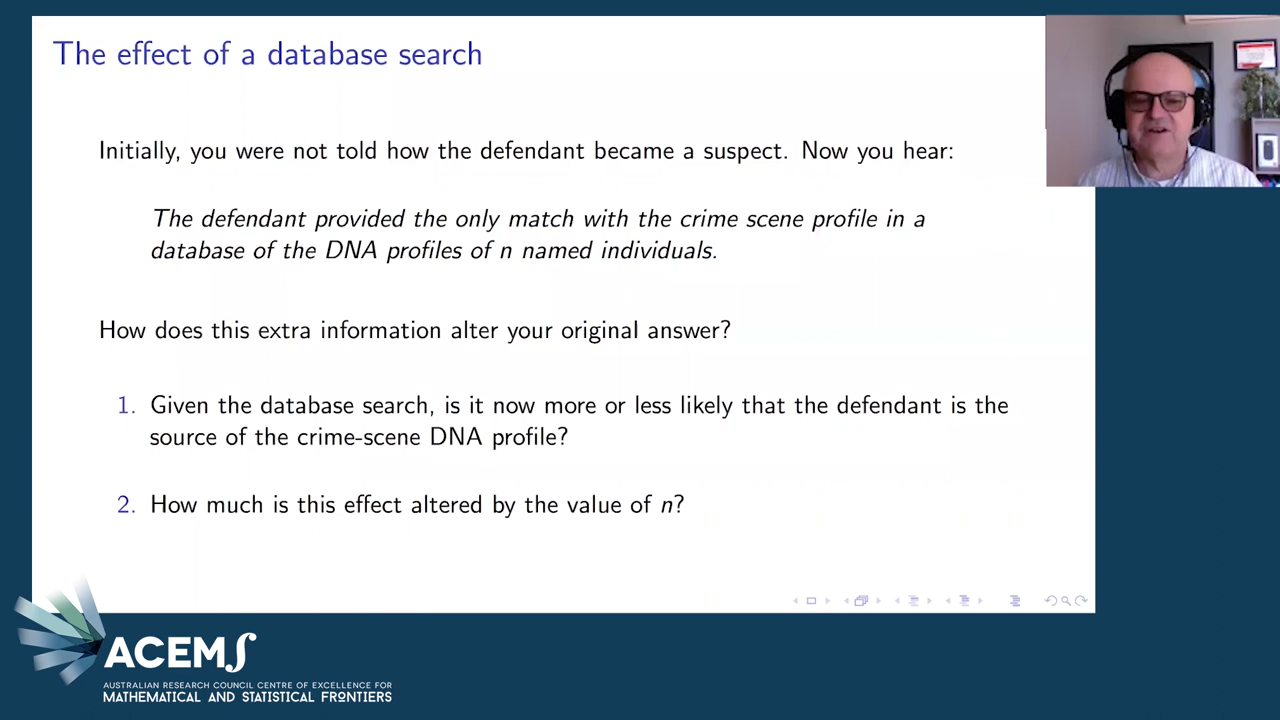 The effect of a database search
Initially, you were not told how the defendant became a suspect. Now you hear:
The defendant provided the only match with the crime scene profile in a
database of the DNA profiles of n named individuals.
How does this extra information alter your original answer?
1. Given the database search, is it now more or less likely that the defendant is the
source of the crime-scene DNA profile?
2. How much is this effect altered by the value of n?
ACEMS
AUSTRALIAN RESEARCH COUNCIL CENTRE OF EXCELLENCE FOR
MATHEMATICAL AND STATISTICAL FRONTIERS